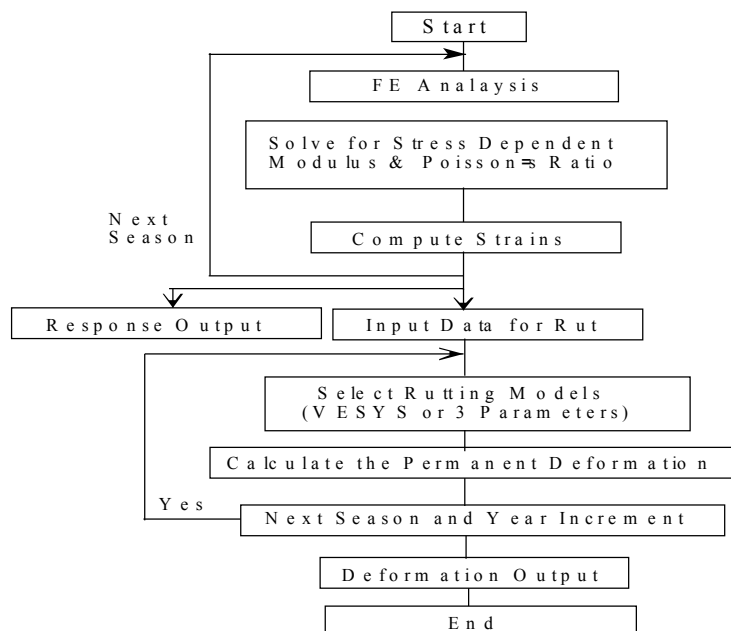 Start
FE Analaysis
Solve for Stress Dependent
Modulus & Poisson=s Ratio
Next
Season
Compute Strains
Response Output
Input Data for Rut
Select Rutting Models
(VESYS or 3 Parameters)
Calculate the Permanent Deformation
Yes
Next Season and Year Increment
Deformation Output
End